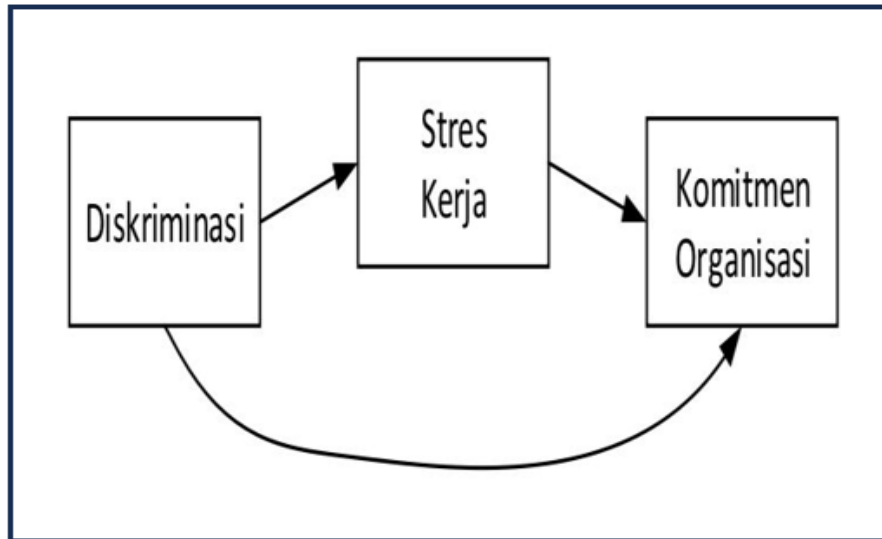 Diskriminasi
Stres
Kerja
Komitmen
Organisasi